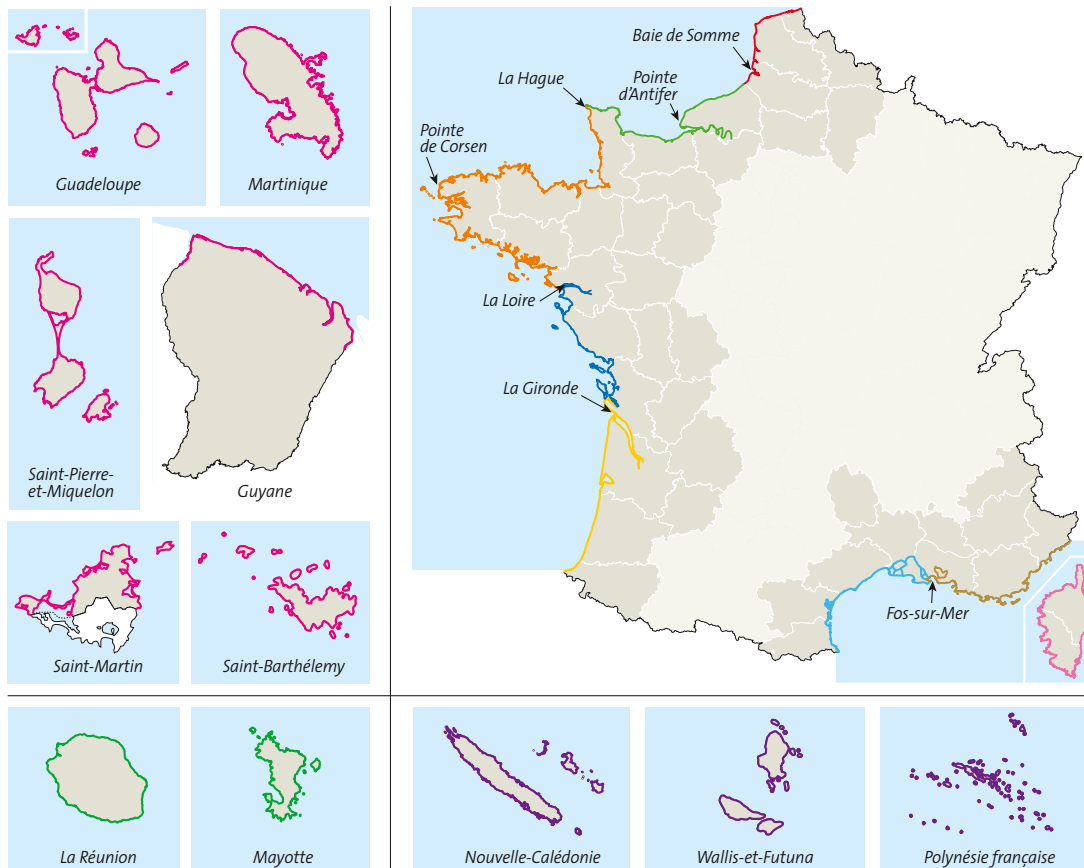 Guadeloupe
Martinique
Saint-Pierre-
et-Miquelon
Guyane
Saint-Martin
Saint-Barthélemy
Baie de Somme
La Hague
Pointe
d'Antifer
Pointe
de Corsen
La Loire
La Gironde
Fos-sur-Mer
La Réunion
Mayotte
Nouvelle-Calédonie
Wallis-et-Futuna
Polynésie française